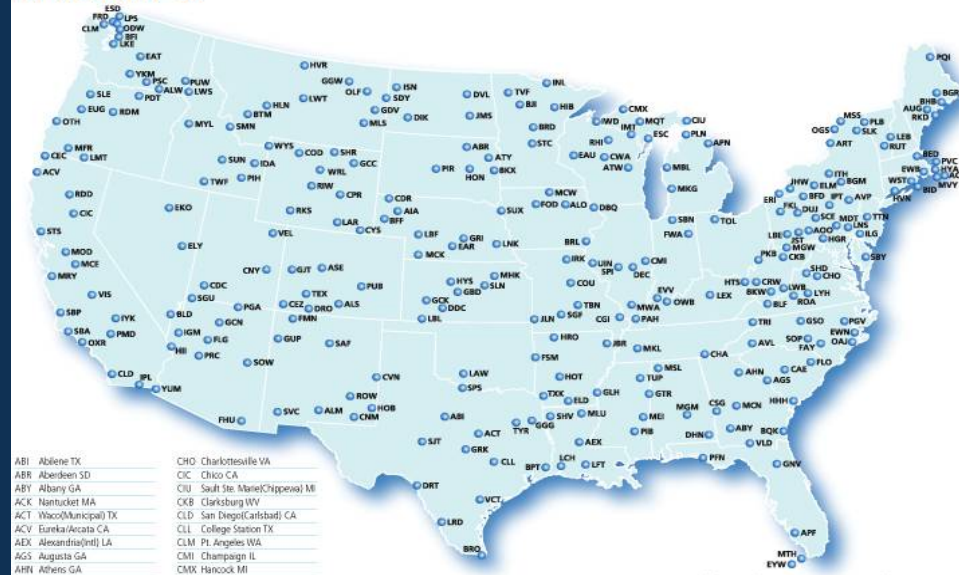 ESD
FRD LPS
CLM ODW
BFI
LKE
EAT
YKM PSC PUW
ALW LWS
PDT
SLE
EUG RDM
OTH
MYL
MFR
CEC LMT
ACV
RDD
CIC
STS
MOD
MCE
MRY
VIS
SBP
IYK
SBA PMD
OXR
CLD IPL
YUM
HVR
GGW
OLF ISN
SDY
LWT GDV
HLN MLS DIK
BTM
SMN
WYS COD SHR
SUN IDA GCC
WRL
TWF PIH RIW
CPR
CDR
EKO RKS AIA
LAR BFF
CYS
VEL
ELY
CNY GJT ASE
CDC PUB
SGU TEX
CEZ DRO ALS
BLD PGA FMN
IGM GCN
FLG GUP SAF
HII PRC SOW
CVN
ROW
FHU SVC ALM HOB
CNM
DVL TVF INL
BJI HIB
JMS BRD
ABR STC
ATY
PIR HON BKX
MCW
FOD ALO DBQ
SUX
LBF GRI
EAR LNK
MCK
HYS MHK
GBD SLN
GCK DDC
LBL
BRL
IRK UIN
SPI DEC CMI
COU
TBN
JLN SGF CGI
MWA EVV OWB
PAH
HRO JBR MKL
FSM
LAW
SPS
HOT
TXK ELD GLH
ABI TYR GGG SHV MLU
ACT
SJT GRK AEX
CLL BPT LCH LFT
DRT
VCT
LRD
BRO
CMX
IWD MQT CIU
RHI IMT ESC PLN
APN
EAU CWA
ATW MBL
MKG
SBN TOL
FWA
PQI
BGR
BHB
AUG RKD
MSS PLB
OGS SLK LEB
ART RUT
BED PVC
EWB HYA
ITH WST ACK
JHW ELM BGM MVY
ERI BFD IPT AVP HVN BID
FKL DUJ
SCE MDT TTN
LBE AOO LNS
JST HGR ILG
MGW
PKB CKB SBY
SHD
CHO
HTS CRW LWB
BKW LYH
LEX BLF ROA
TRI GSO PGV
AVL SOP EWN
FAY OAJ
CHA FLO
MSL AHN CAE
TUP AGS
GTR HHH
MGM CSG MCN
MEI
PIB DHN ABY BQK
VLD
PFN GNV
APF
MTH
EYW
ABI Abilene TX
ABR Aberdeen SD
ABY Albany GA
ACK Nantucket MA
ACT Waco(Municipal) TX
ACV Eureka/Arcata CA
AEX Alexandria(Intl) LA
AGS Augusta GA
AHN Athens GA
CHO Charlottesville VA
CIC Chico CA
CIU Sault Ste. Marie(Chippewa) MI
CKB Clarksburg WV
CLD San Diego(Carlsbad) CA
CLL College Station TX
CLM Pt. Angeles WA
CMI Champaign IL
CMX Hancock MI